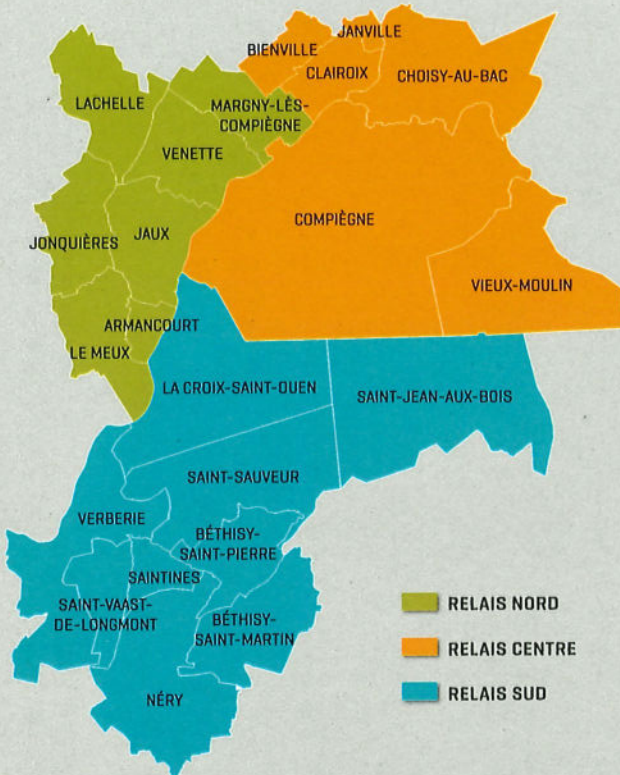 JANVILLE
BIENVILLE
CLAIROIX
CHOISY-AU-BAC
LACHELLE
MARGNY-LÈS-
COMPIÈGNE
VENETTE
COMPIÈGNE
JONQUIÈRES
JAUX
VIEUX-MOULIN
ARMANCOURT
LE MEUX
LA CROIX-SAINT-OUEN
SAINT-JEAN-AUX-BOIS
SAINT-SAUVEUR
VERBERIE
BÉTHISY-
SAINT-PIERRE
SAINTINES
SAINT-VAAST-
DE-LONGMONT
BÉTHISY-
SAINT-MARTIN
NÉRY
RELAIS NORD
RELAIS CENTRE
RELAIS SUD